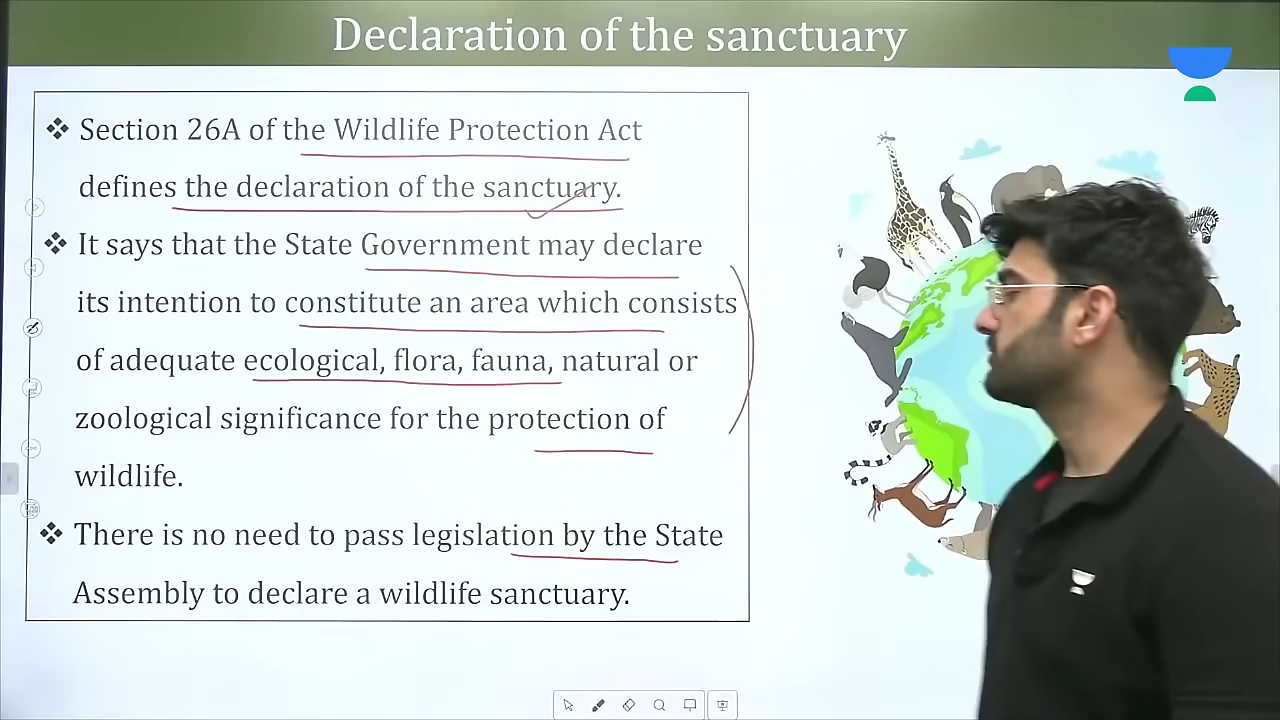 Declaration of the sanctuary
❖ Section 26A of the Wildlife Protection Act
defines the declaration of the sanctuary.
❖ It says that the State Government may declare
its intention to constitute an area which consists
of adequate ecological, flora, fauna, natural or
zoological significance for the protection of
wildlife.
❖ There is no need to pass legislation by the State
Assembly to declare a wildlife sanctuary.